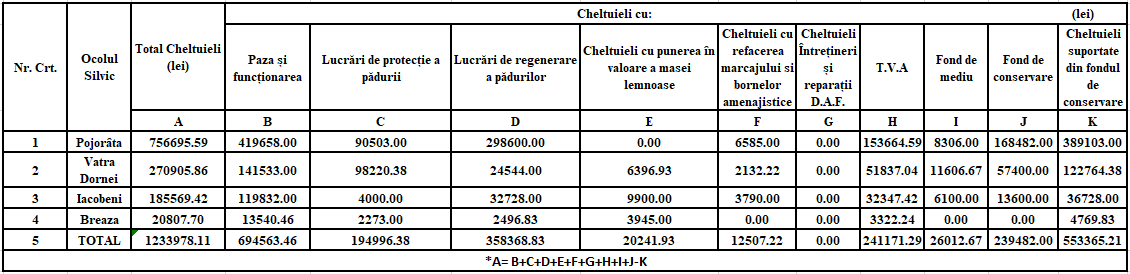 Nr. Crt. | Ocolul Silvic | Total Cheltuieli (lei) | Cheltuieli cu: (lei)
Paza și funcționarea | Lucrări de protecție a pădurii | Lucrări de regenerare a pădurilor | Cheltuieli cu punerea în valoare a masei lemnoase | Cheltuieli cu refacerea marcajului si bornelor amenajistice | Cheltuieli Întrețineri și reparații D.A.F. | T.V.A | Fond de mediu | Fond de conservare | Cheltuieli suportate din fondul de conservare
A | B | C | D | E | F | G | H | I | J | K
1 | Pojorâta | 756695.59 | 419658.00 | 90503.00 | 298600.00 | 0.00 | 6585.00 | 0.00 | 153664.59 | 8306.00 | 168482.00 | 389103.00
2 | Vatra Dornei | 270905.86 | 141533.00 | 98220.38 | 24544.00 | 6396.93 | 2132.22 | 0.00 | 51837.04 | 11606.67 | 57400.00 | 122764.38
3 | Iacobeni | 185569.42 | 119832.00 | 4000.00 | 32728.00 | 9900.00 | 3790.00 | 0.00 | 32347.42 | 6100.00 | 13600.00 | 36728.00
4 | Breaza | 20807.70 | 13540.46 | 2273.00 | 2496.83 | 3945.00 | 0.00 | 0.00 | 3322.24 | 0.00 | 0.00 | 4769.83
5 | TOTAL | 1233978.11 | 694563.46 | 194996.38 | 358368.83 | 20241.93 | 12507.22 | 0.00 | 241171.29 | 26012.67 | 239482.00 | 553365.21
*A= B+C+D+E+F+G+H+I+J-K